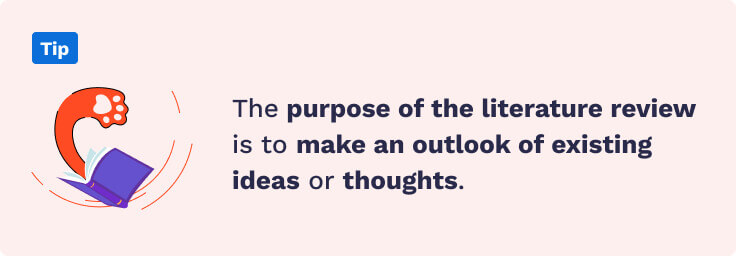 Tip
The purpose of the literature review
is to make an outlook of existing
ideas or thoughts.